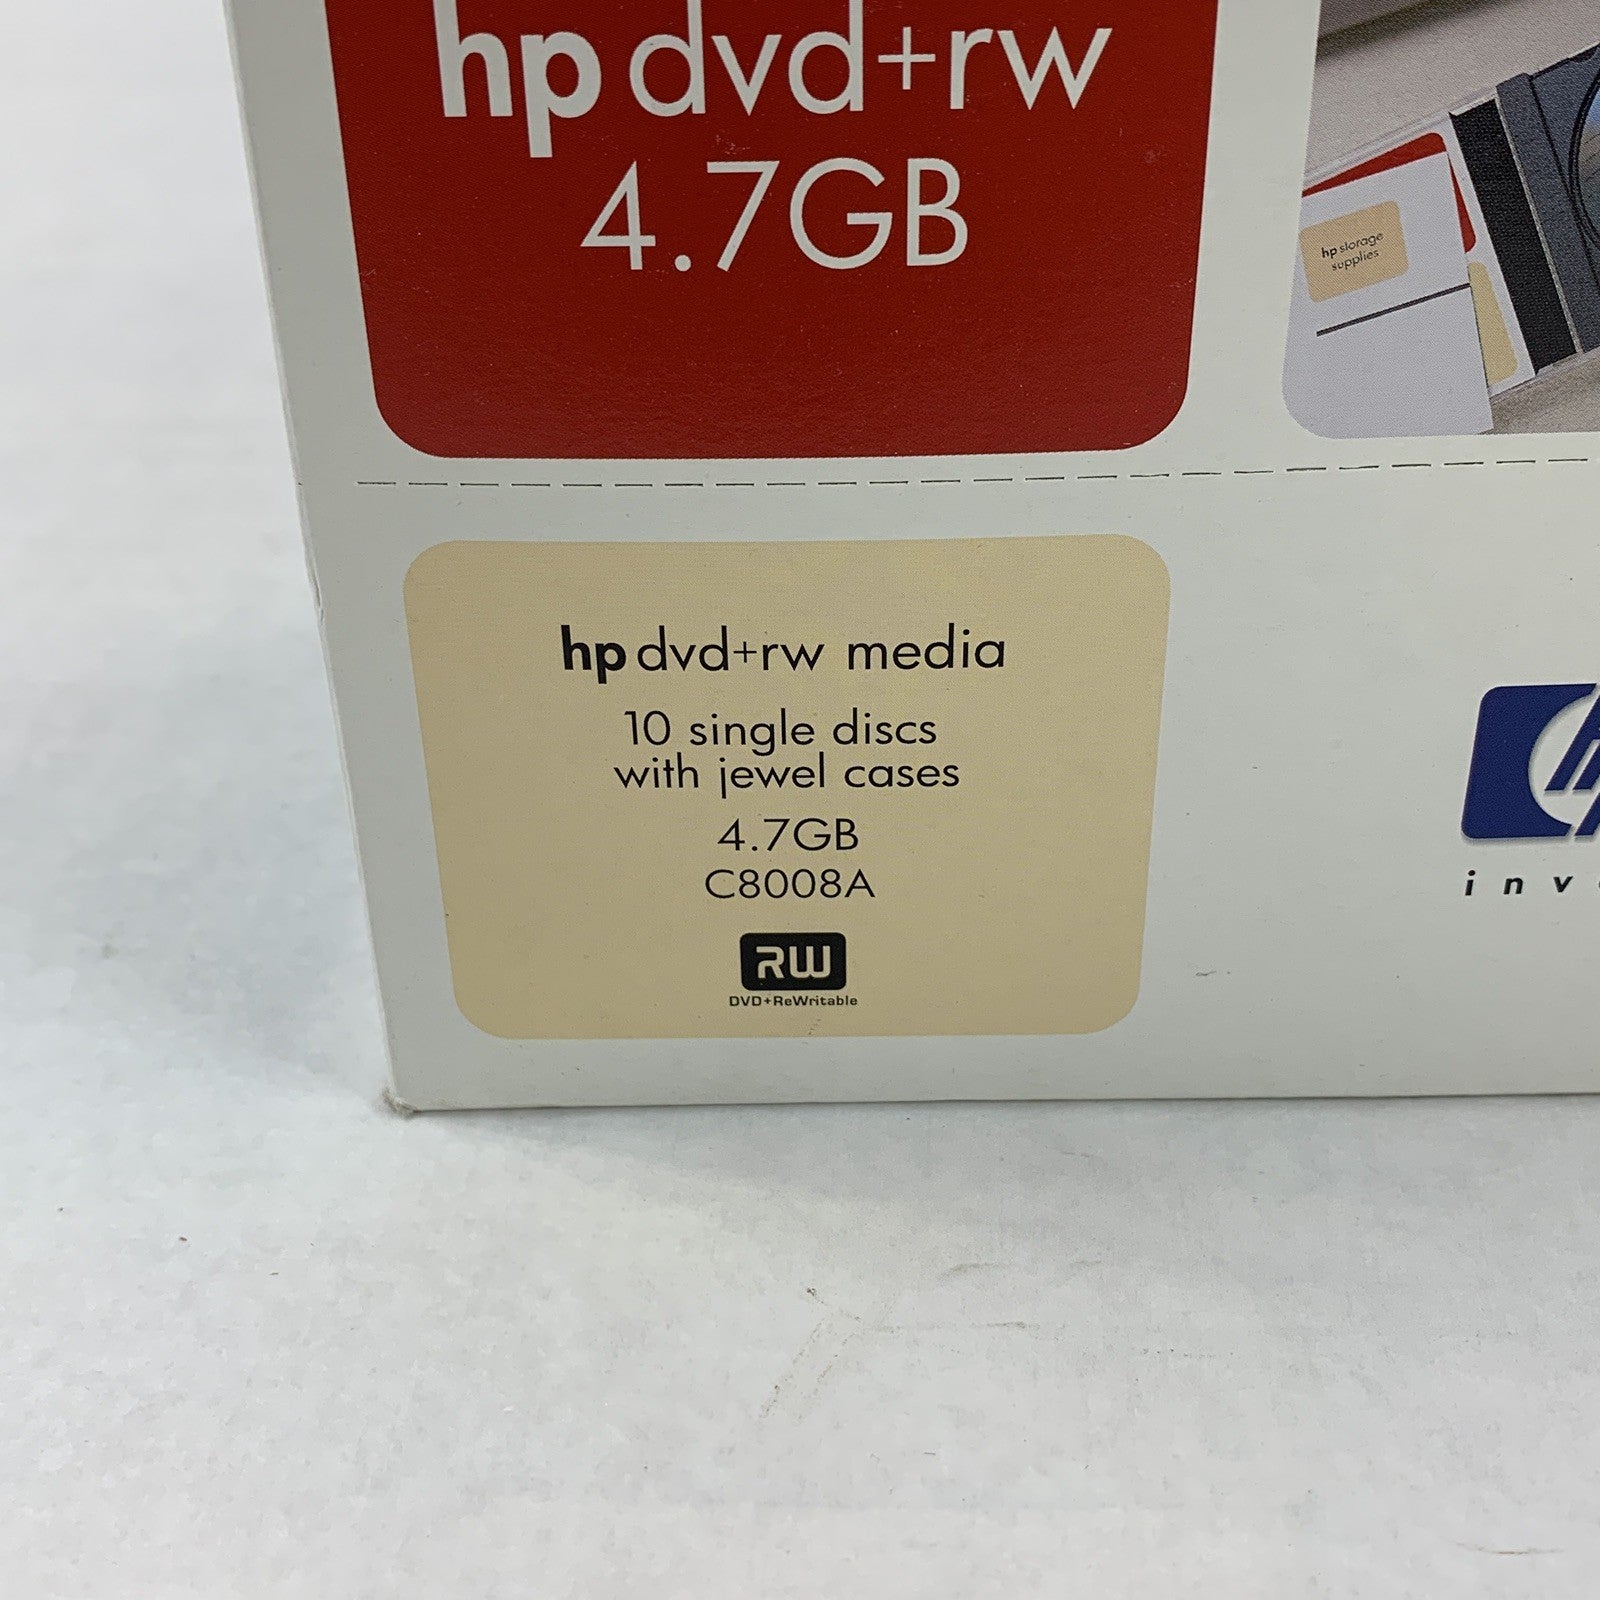 hp dvd+rw
4.7GB
hp storage
supplies
hp dvd+rw media
10 single discs
with jewel cases
4.7GB
C8008A
RW
DVD+ReWritable
hp